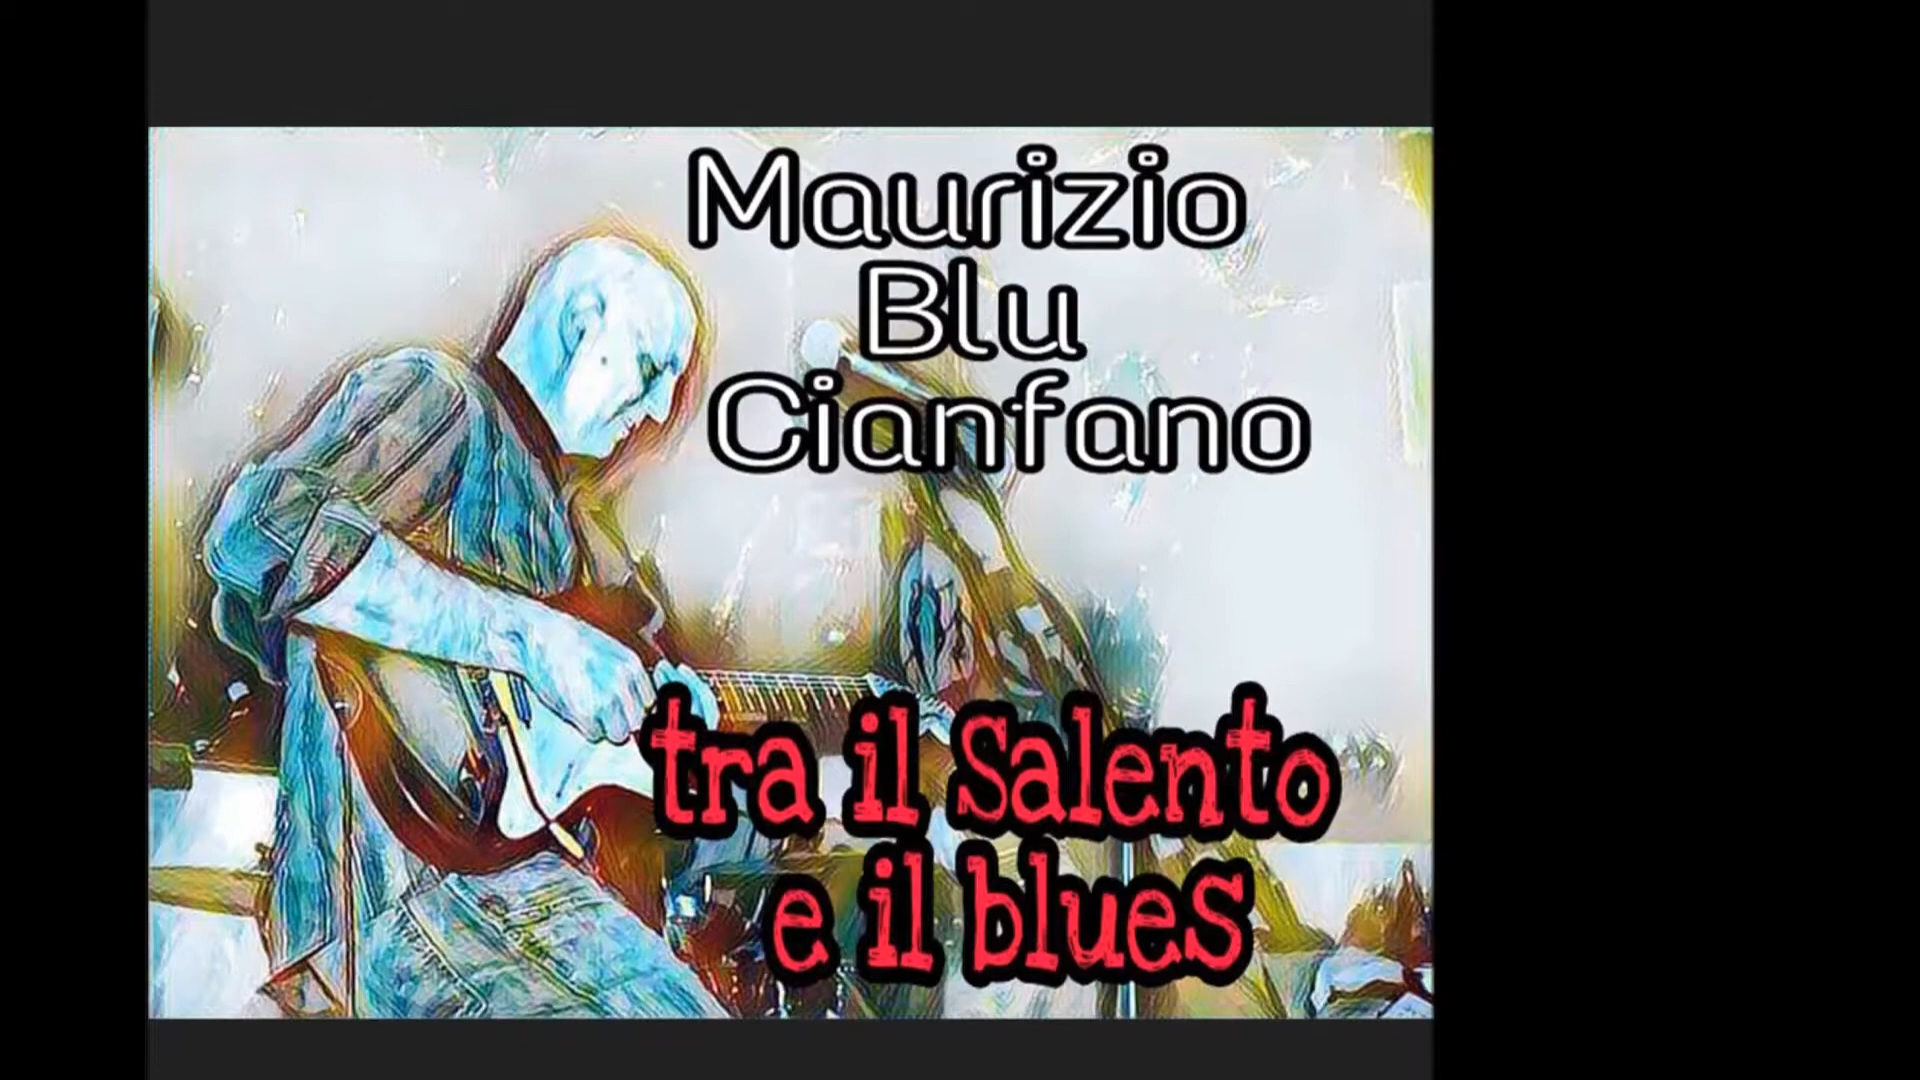 Maurizio
Blu
Cianfano
tra il Salento
e il blues